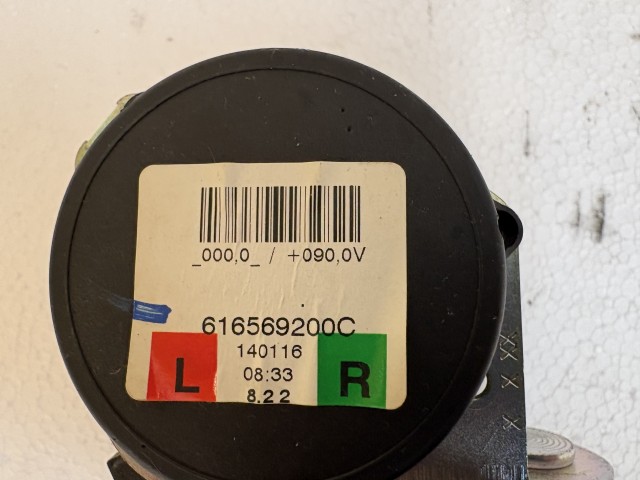 _000,0_ / +090,0V
616569200C
140116
L 08:33 R
8.2 2